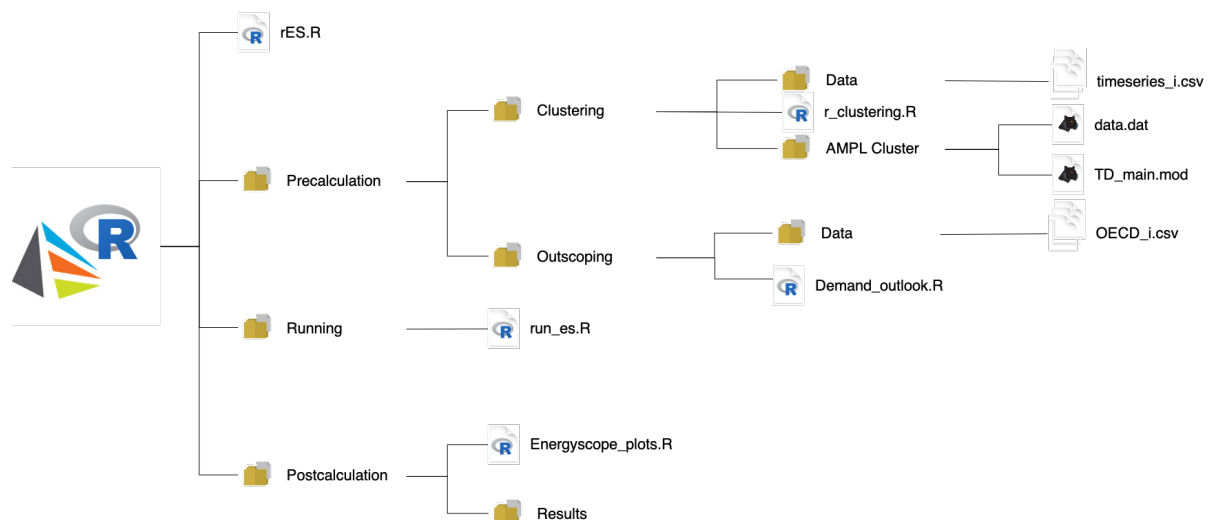 rES.R
Precalculation
Clustering
Data
timeseries_i.csv
r_clustering.R
AMPL Cluster
data.dat
TD_main.mod
Outscoping
Data
OECD_i.csv
Demand_outlook.R
Running
run_es.R
Postcalculation
Energyscope_plots.R
Results
R
R
R
R
R
R